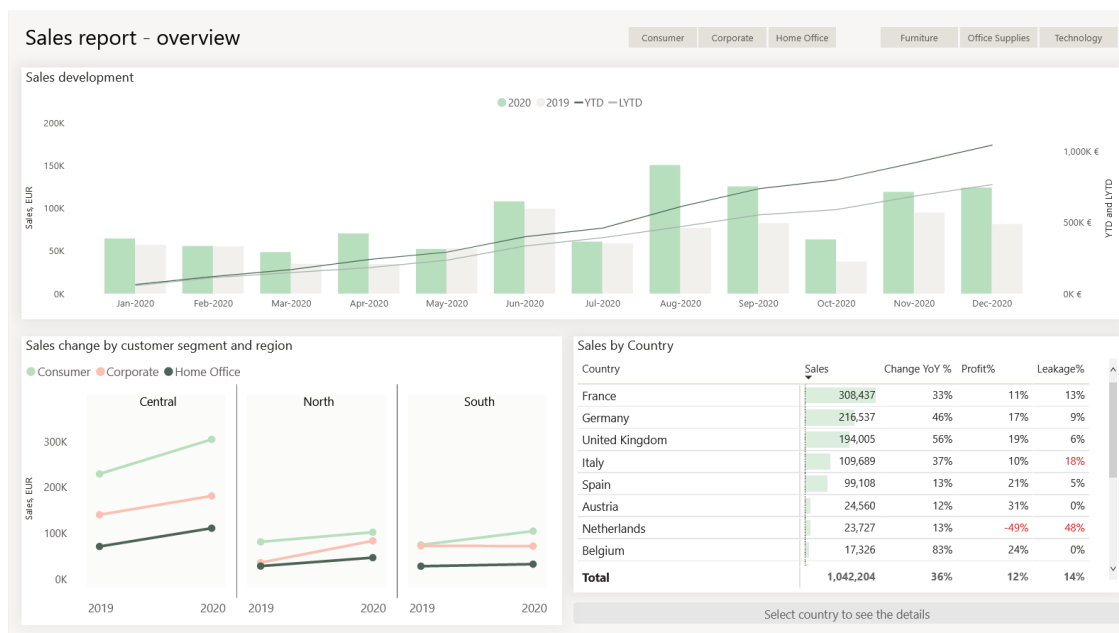 Sales report - overview
Consumer Corporate Home Office Furniture Office Supplies Technology
Sales development
2020 2019 YTD LYTD
200K
150K
100K
50K
0K
Sales, EUR
1,000K €
500K €
0K €
YTD and LYTD
Jan-2020 Feb-2020 Mar-2020 Apr-2020 May-2020 Jun-2020 Jul-2020 Aug-2020 Sep-2020 Oct-2020 Nov-2020 Dec-2020
Sales change by customer segment and region
Consumer Corporate Home Office
Central North South
300K
200K
100K
0K
Sales, EUR
2019 2020 2019 2020 2019 2020
Sales by Country
Country Sales Change YoY % Profit% Leakage%
France 308,437 33% 11% 13%
Germany 216,537 46% 17% 9%
United Kingdom 194,005 56% 19% 6%
Italy 109,689 37% 10% 18%
Spain 99,108 13% 21% 5%
Austria 24,560 12% 31% 0%
Netherlands 23,727 13% -49% 48%
Belgium 17,326 83% 24% 0%
Total 1,042,204 36% 12% 14%
Select country to see the details